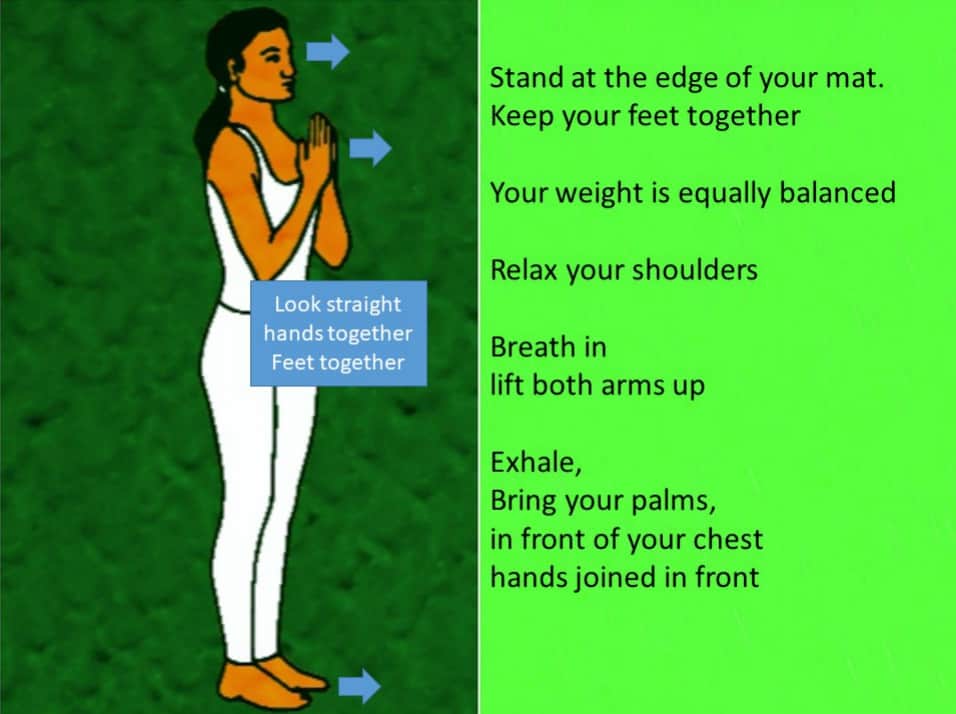 Look straight
hands together
Feet together
Stand at the edge of your mat.
Keep your feet together
Your weight is equally balanced
Relax your shoulders
Breath in
lift both arms up
Exhale,
Bring your palms,
in front of your chest
hands joined in front